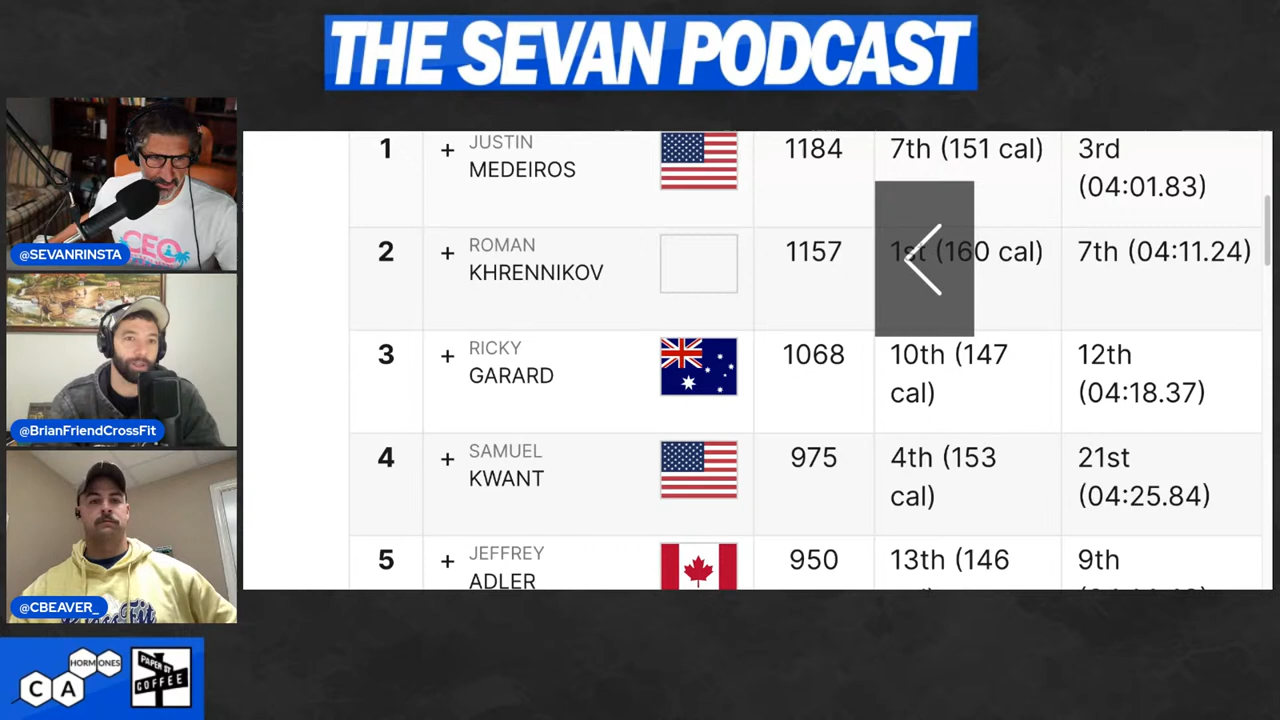 THE SEVAN PODCAST
1 + JUSTIN MEDEIROS 1184 7th (151 cal) 3rd (04:01.83)
2 + ROMAN KHRENNIKOV 1157 1st (160 cal) 7th (04:11.24)
3 + RICKY GARARD 1068 10th (147 cal) 12th (04:18.37)
4 + SAMUEL KWANT 975 4th (153 cal) 21st (04:25.84)
5 + JEFFREY ADLER 950 13th (146 9th
CEO
@SEVANRINSTA
@BrianFriendCrossFit
@CBEAVER_
CA HORMONES
PAPER ST COFFEE